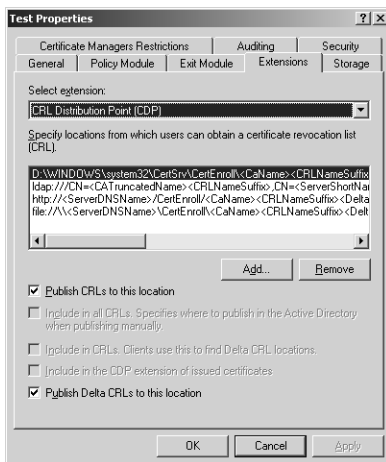 Test Properties
Certificate Managers Restrictions
Auditing
Security
General
Policy Module
Exit Module
Extensions
Storage
Select extension:
CRL Distribution Point (CDP)
Specify locations from which users can obtain a certificate revocation list
(CRL).
D:\WINDOWS\system32\CertSrv\CertEnroll\<CaName><CRLNameSuffix
ldap:///CN=<CATruncatedName><CRLNameSuffix>,CN=<ServerShortNa
http://<ServerDNSName>/CertEnroll/<CaName><CRLNameSuffix><Delta
file://\\<ServerDNSName>\CertEnroll\<CaName><CRLNameSuffix><Delt
Add...
Remove
Publish CRLs to this location
Include in all CRLs. Specifies where to publish in the Active Directory
when publishing manually.
Include in CRLs. Clients use this to find Delta CRL locations.
Include in the CDP extension of issued certificates
Publish Delta CRLs to this location
OK
Cancel
Apply